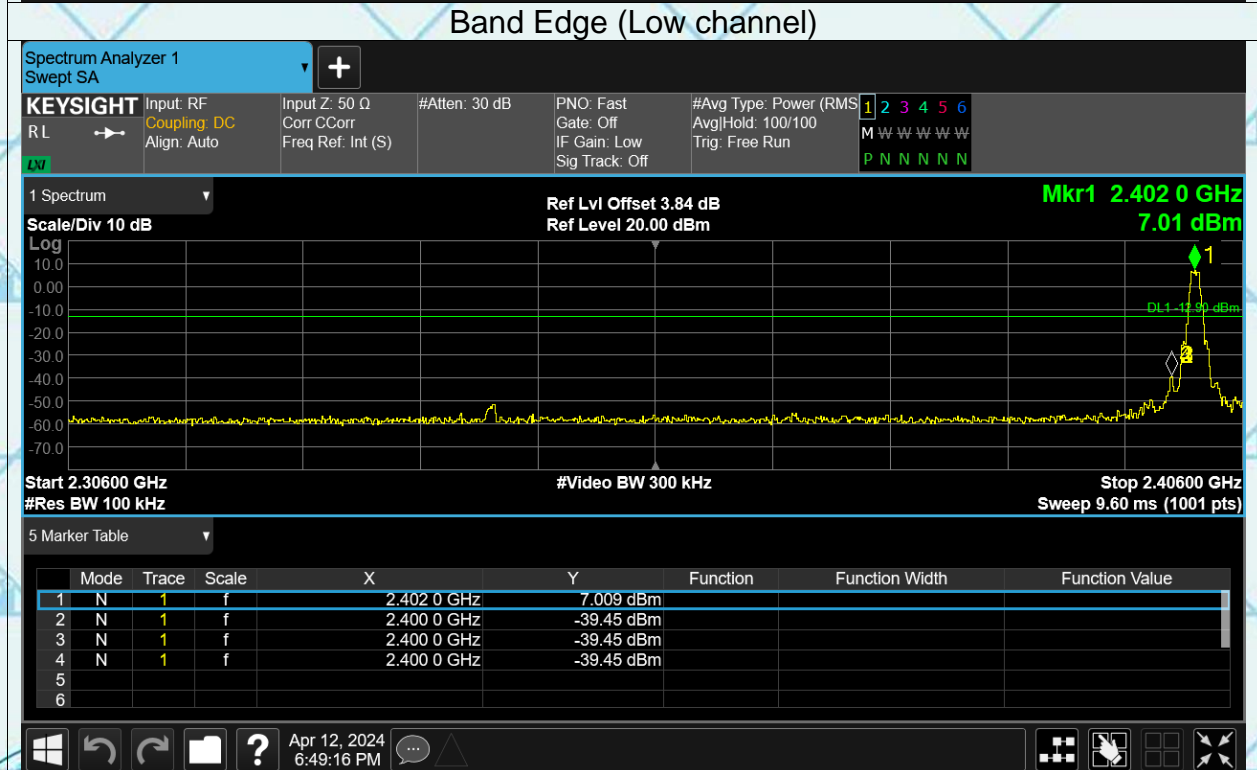 Band Edge (Low channel)
Spectrum Analyzer 1
Swept SA
KEYSIGHT
R L
LXI
Input: RF
Coupling: DC
Align: Auto
Input Z: 50 Ω
Corr CCorr
Freq Ref: Int (S)
#Atten: 30 dB
PNO: Fast
Gate: Off
IF Gain: Low
Sig Track: Off
#Avg Type: Power (RMS
Avg|Hold: 100/100
Trig: Free Run
1 2 3 4 5 6
M W W W W W
P N N N N N
1 Spectrum
Scale/Div 10 dB
Ref Lvl Offset 3.84 dB
Ref Level 20.00 dBm
Mkr1 2.402 0 GHz
7.01 dBm
Log
10.0
0.00
-10.0
-20.0
-30.0
-40.0
-50.0
-60.0
-70.0
1
DL1 -12.90 dBm
Start 2.30600 GHz
#Video BW 300 kHz
Stop 2.40600 GHz
#Res BW 100 kHz
Sweep 9.60 ms (1001 pts)
5 Marker Table
Mode Trace Scale X Y Function Function Width Function Value
1 N 1 f 2.402 0 GHz 7.009 dBm
2 N 1 f 2.400 0 GHz -39.45 dBm
3 N 1 f 2.400 0 GHz -39.45 dBm
4 N 1 f 2.400 0 GHz -39.45 dBm
5
6
?
Apr 12, 2024
6:49:16 PM